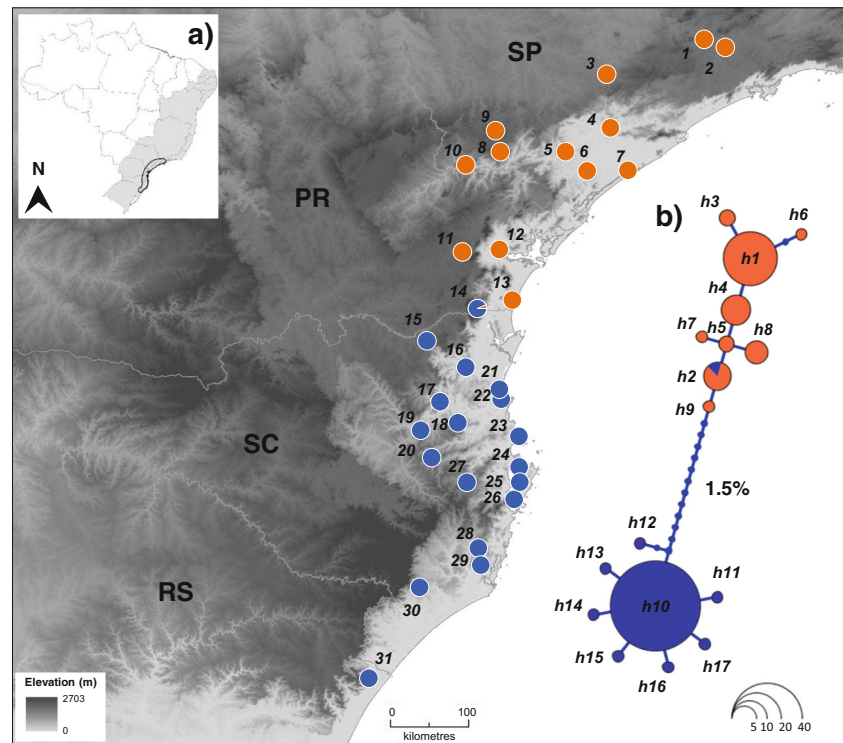 a)
N
SP
PR
SC
RS
1
2
3
4
5
6
7
8
9
10
11
12
13
14
15
16
17
18
19
20
21
22
23
24
25
26
27
28
29
30
31
Elevation (m)
2703
0
0 100
kilometres
b)
h3
h6
h1
h4
h7
h5
h8
h2
h9
1.5%
h12
h13
h11
h10
h14
h15
h17
h16
5 10 20 40